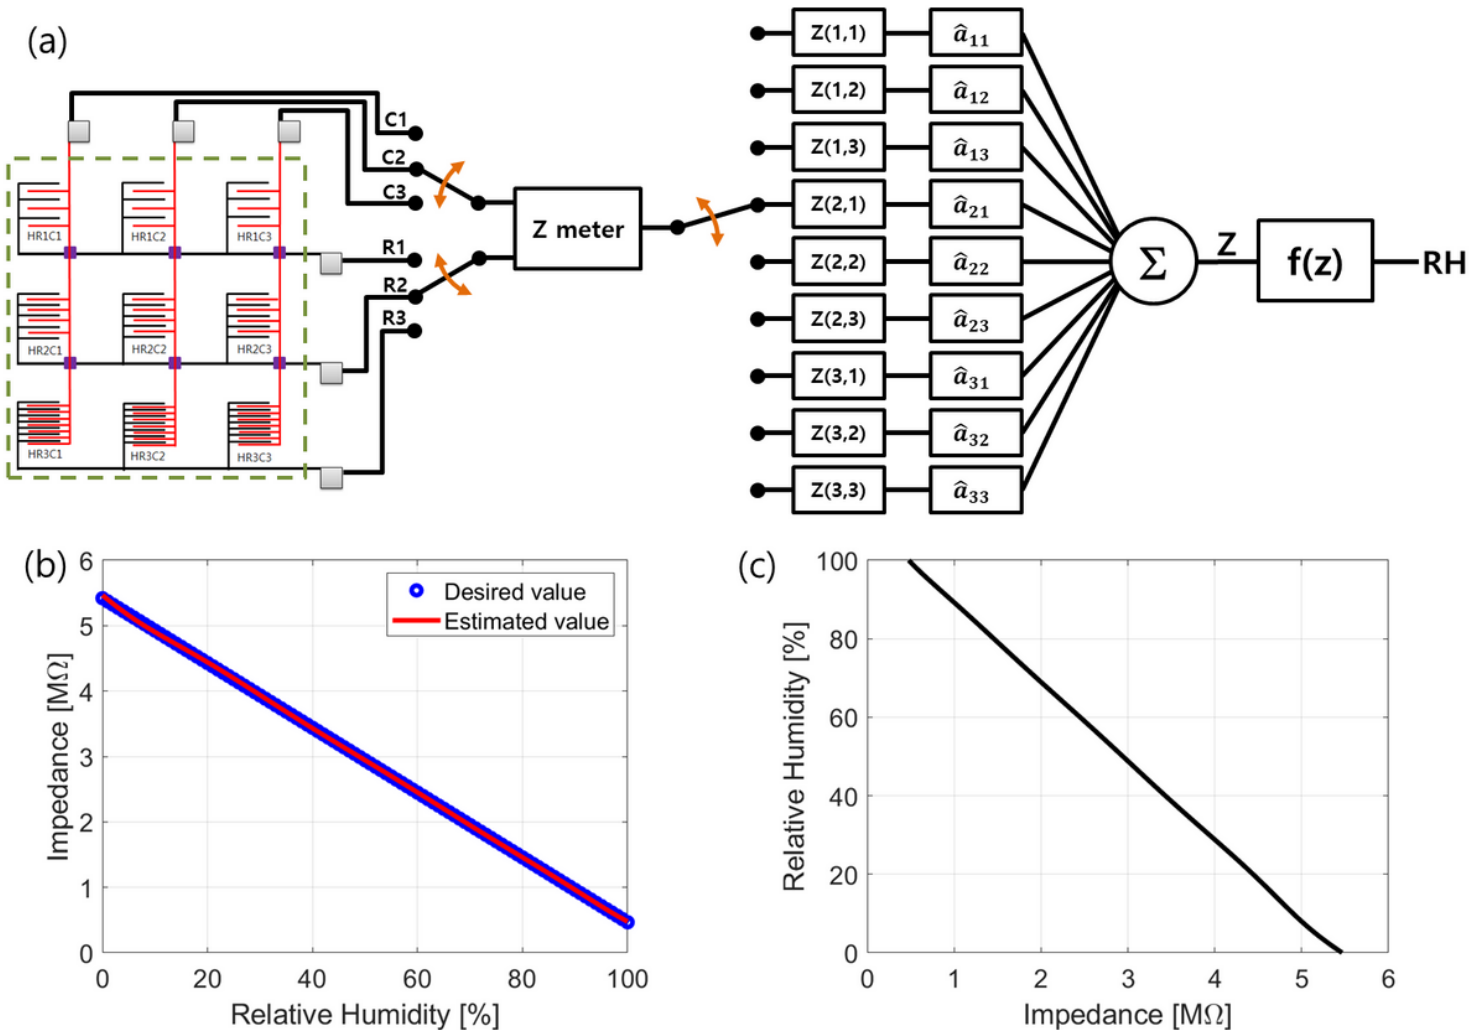 (a)
C1
C2
C3
R1
R2
R3
HR1C1 HR1C2 HR1C3
HR2C1 HR2C2 HR2C3
HR3C1 HR3C2 HR3C3
Z meter
Z(1,1) â11
Z(1,2) â12
Z(1,3) â13
Z(2,1) â21
Z(2,2) â22
Z(2,3) â23
Z(3,1) â31
Z(3,2) â32
Z(3,3) â33
Σ
Z
f(z)
RH
(b)
Desired value
Estimated value
Impedance [MΩ]
6
5
4
3
2
1
0
0 20 40 60 80 100
Relative Humidity [%]
(c)
Relative Humidity [%]
100
80
60
40
20
0
0 1 2 3 4 5 6
Impedance [MΩ]